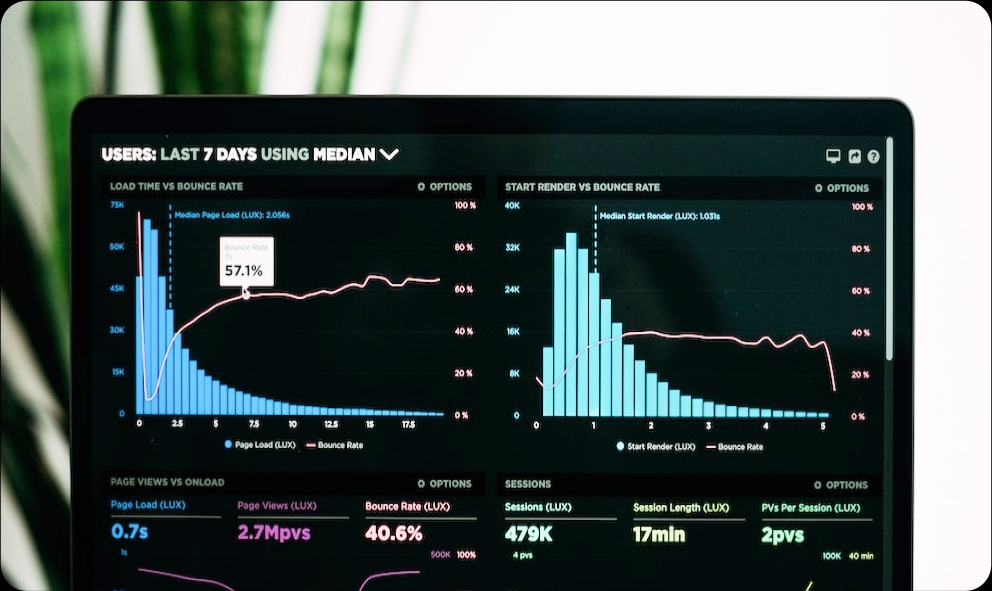 USERS: LAST 7 DAYS USING MEDIAN
LOAD TIME VS BOUNCE RATE
OPTIONS
75K
100 %
Median Page Load (LUX): 2.056s
60K
80 %
Bounce Rate
7s
57.1%
45K
60 %
30K
40 %
15K
20 %
0
0 %
0 2.5 5 7.5 10 12.5 15 17.5
Page Load (LUX) Bounce Rate
START RENDER VS BOUNCE RATE
OPTIONS
40K
100 %
Median Start Render (LUX): 1.031s
32K
80 %
24K
60 %
16K
40 %
8K
20 %
0
0 %
0 1 2 3 4 5
Start Render (LUX) Bounce Rate
PAGE VIEWS VS ONLOAD
OPTIONS
Page Load (LUX) Page Views (LUX) Bounce Rate (LUX)
0.7s 2.7Mpvs 40.6%
1s 500K 100%
SESSIONS
OPTIONS
Sessions (LUX) Session Length (LUX) PVs Per Session (LUX)
479K 17min 2pvs
4 pvs 100K 40 min